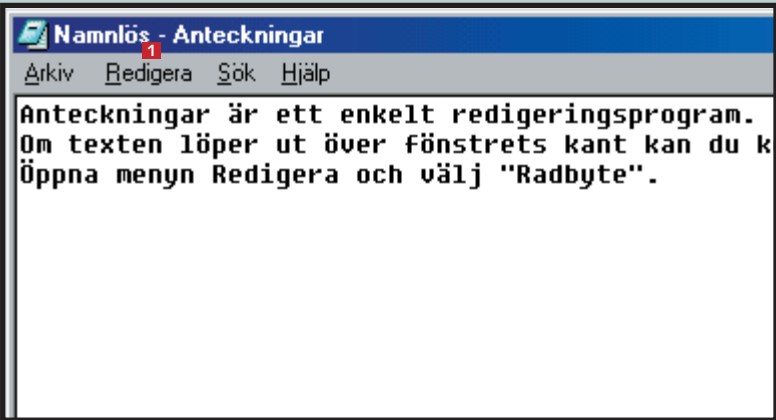 Namnlös - Anteckningar
1
Arkiv Redigera Sök Hjälp
Anteckningar är ett enkelt redigeringsprogram.
Om texten löper ut över fönstrets kant kan du k
Öppna menyn Redigera och välj "Radbyte".